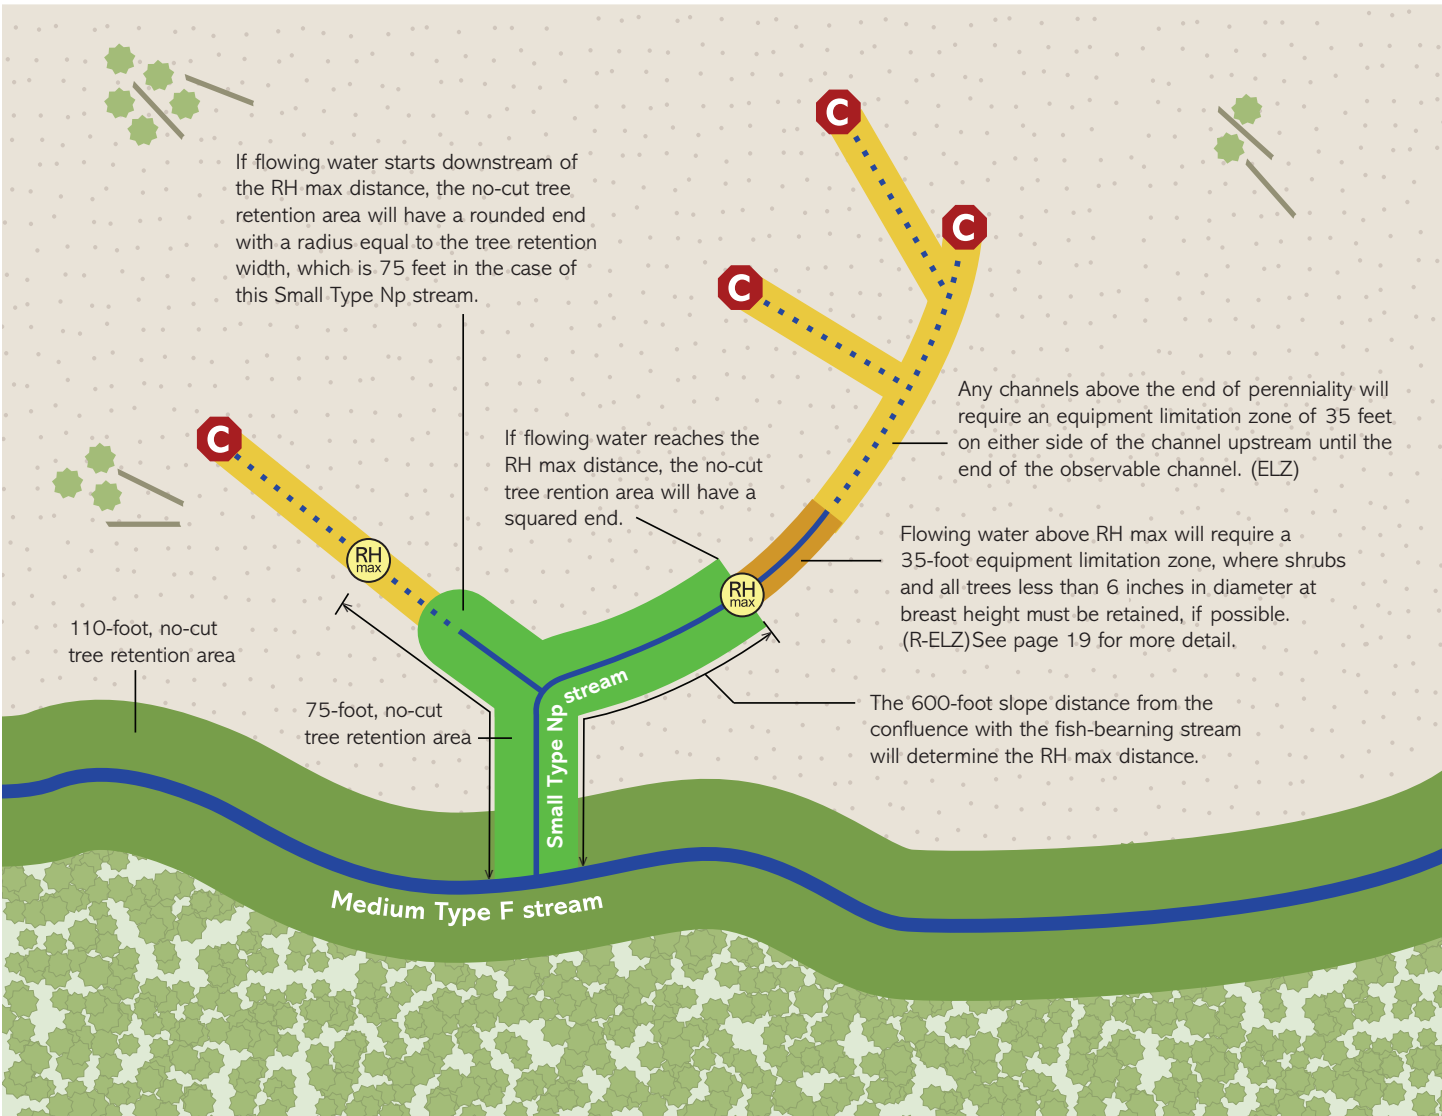 C
C
C
C
If flowing water starts downstream of
the RH max distance, the no-cut tree
retention area will have a rounded end
with a radius equal to the tree retention
width, which is 75 feet in the case of
this Small Type Np stream.
If flowing water reaches the
RH max distance, the no-cut
tree rention area will have a
squared end.
Any channels above the end of perenniality will
require an equipment limitation zone of 35 feet
on either side of the channel upstream until the
end of the observable channel. (ELZ)
Flowing water above RH max will require a
35-foot equipment limitation zone, where shrubs
and all trees less than 6 inches in diameter at
breast height must be retained, if possible.
(R-ELZ)See page 19 for more detail.
RH
max
RH
max
110-foot, no-cut
tree retention area
75-foot, no-cut
tree retention area
The 600-foot slope distance from the
confluence with the fish-bearning stream
will determine the RH max distance.
Small Type Np stream
Medium Type F stream